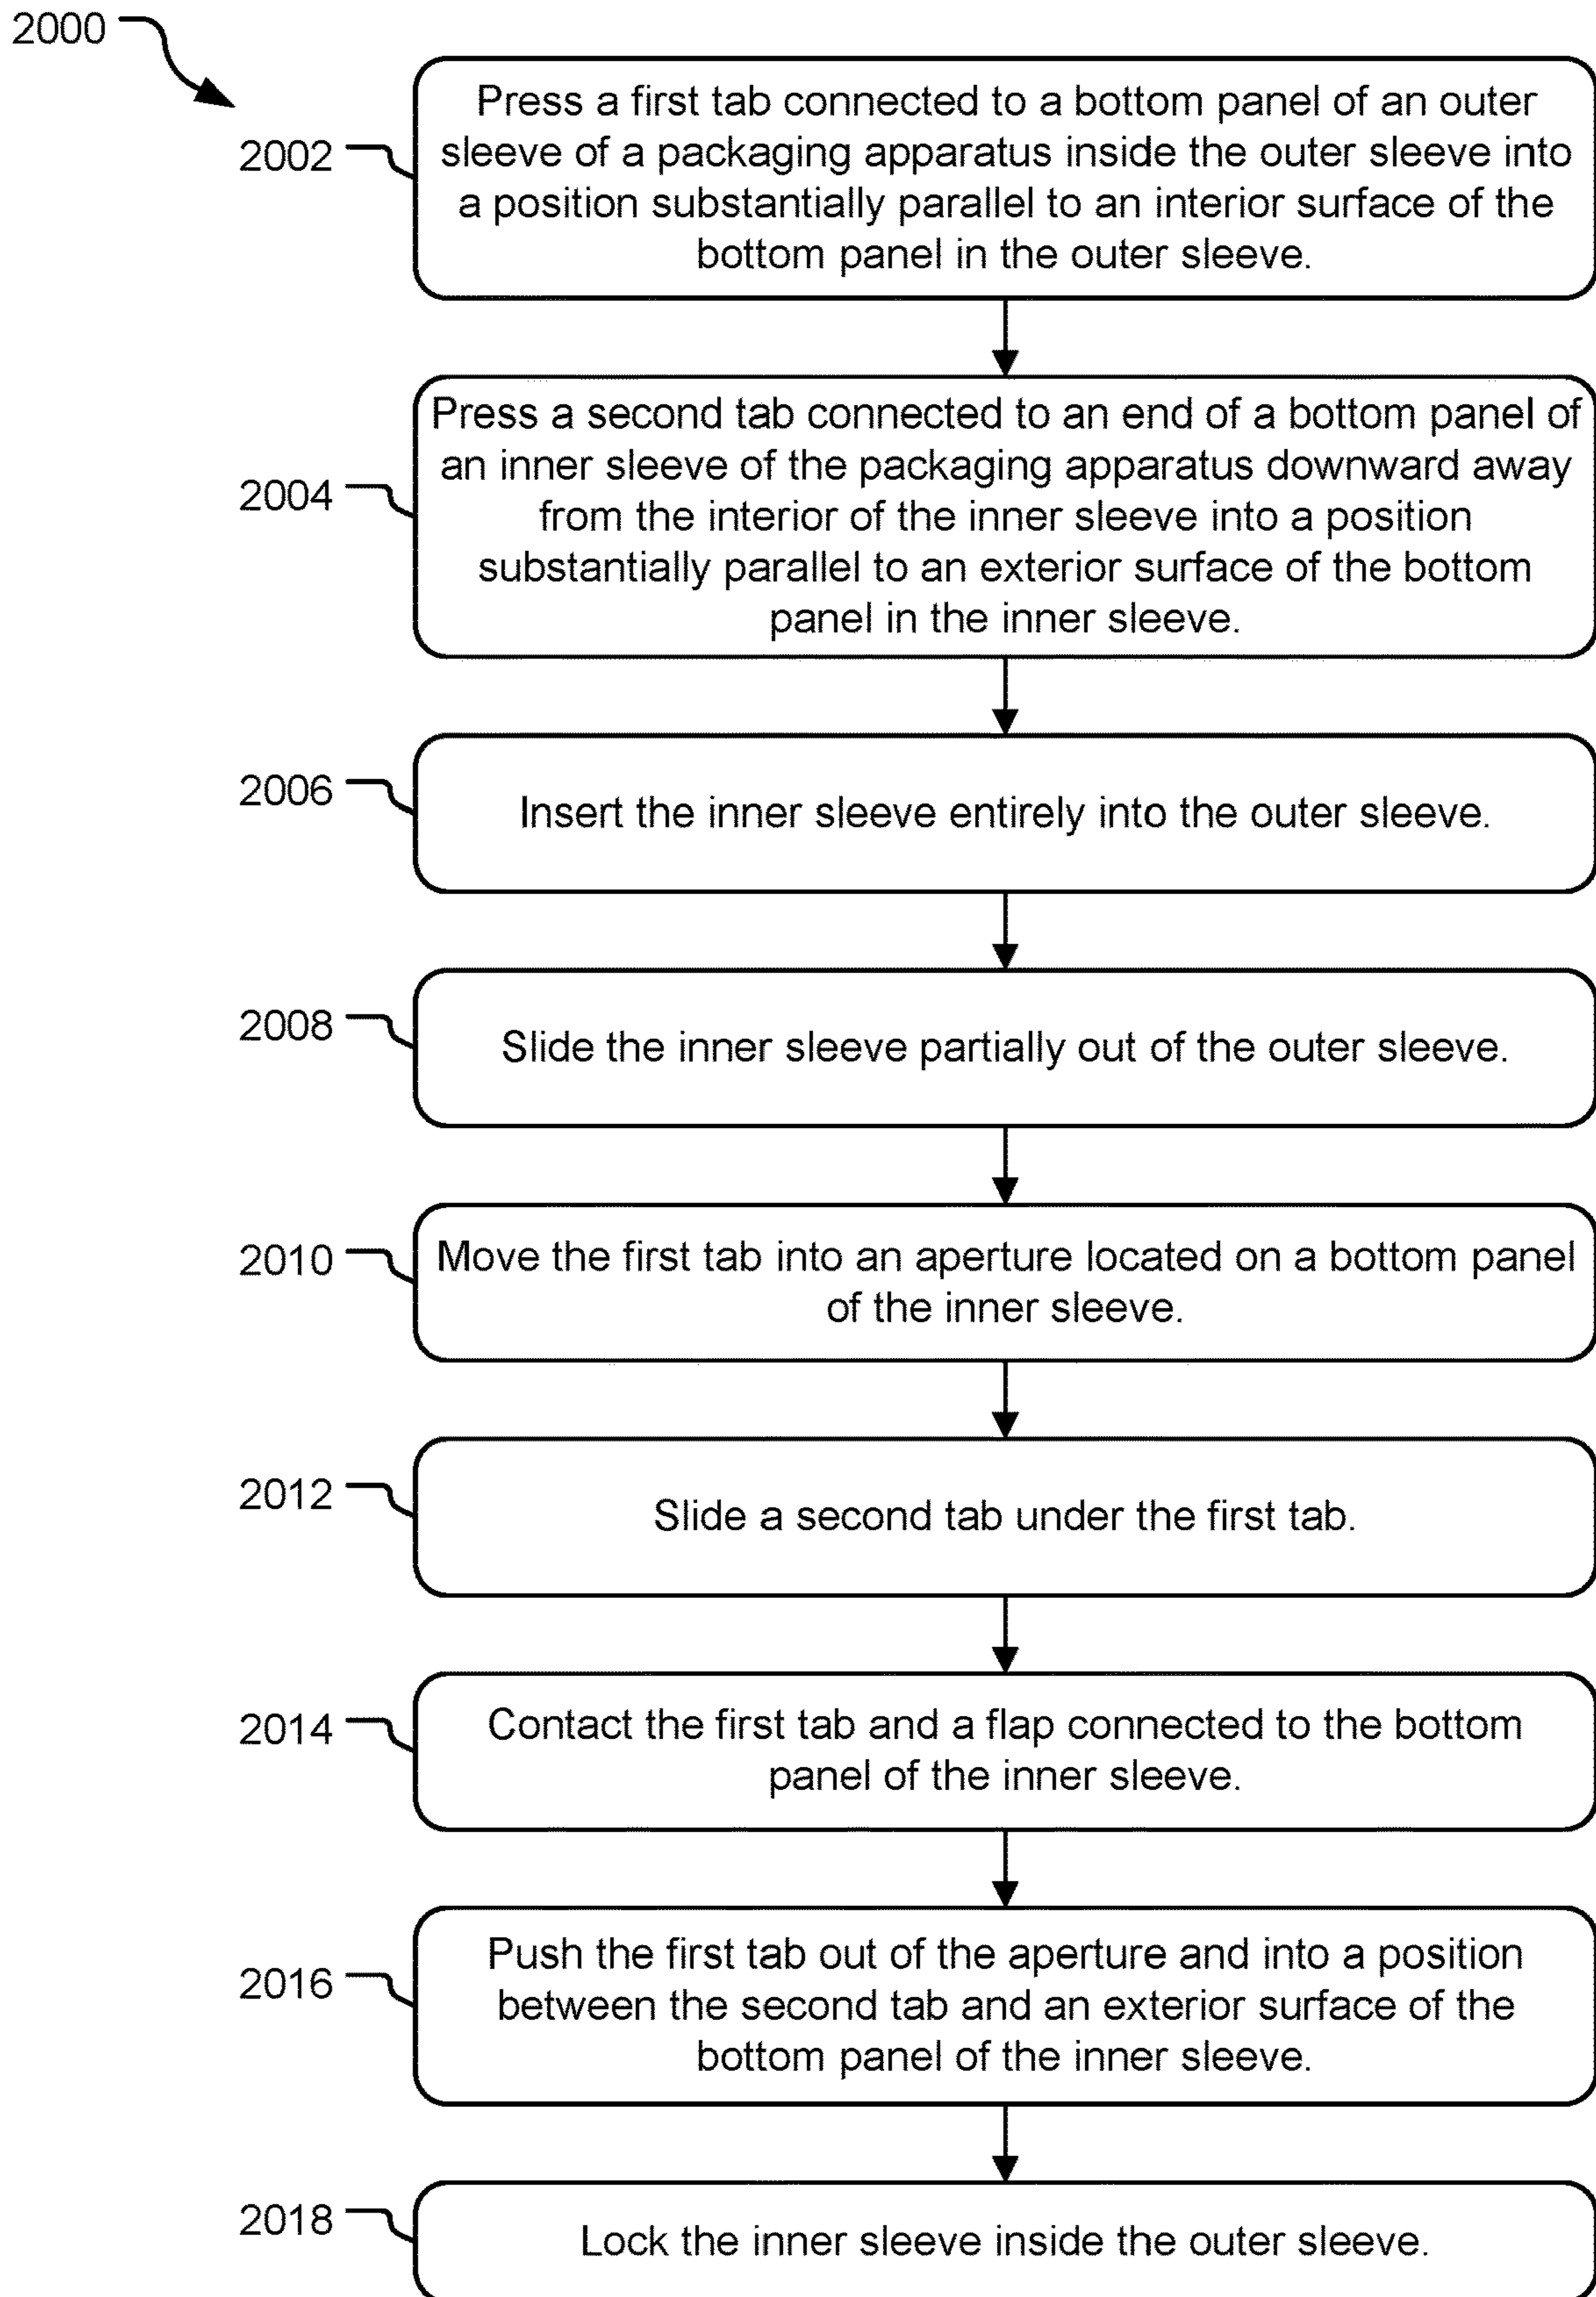 2000
2002
Press a first tab connected to a bottom panel of an outer
sleeve of a packaging apparatus inside the outer sleeve into
a position substantially parallel to an interior surface of the
bottom panel in the outer sleeve.
2004
Press a second tab connected to an end of a bottom panel of
an inner sleeve of the packaging apparatus downward away
from the interior of the inner sleeve into a position
substantially parallel to an exterior surface of the bottom
panel in the inner sleeve.
2006
Insert the inner sleeve entirely into the outer sleeve.
2008
Slide the inner sleeve partially out of the outer sleeve.
2010
Move the first tab into an aperture located on a bottom panel
of the inner sleeve.
2012
Slide a second tab under the first tab.
2014
Contact the first tab and a flap connected to the bottom
panel of the inner sleeve.
2016
Push the first tab out of the aperture and into a position
between the second tab and an exterior surface of the
bottom panel of the inner sleeve.
2018
Lock the inner sleeve inside the outer sleeve.